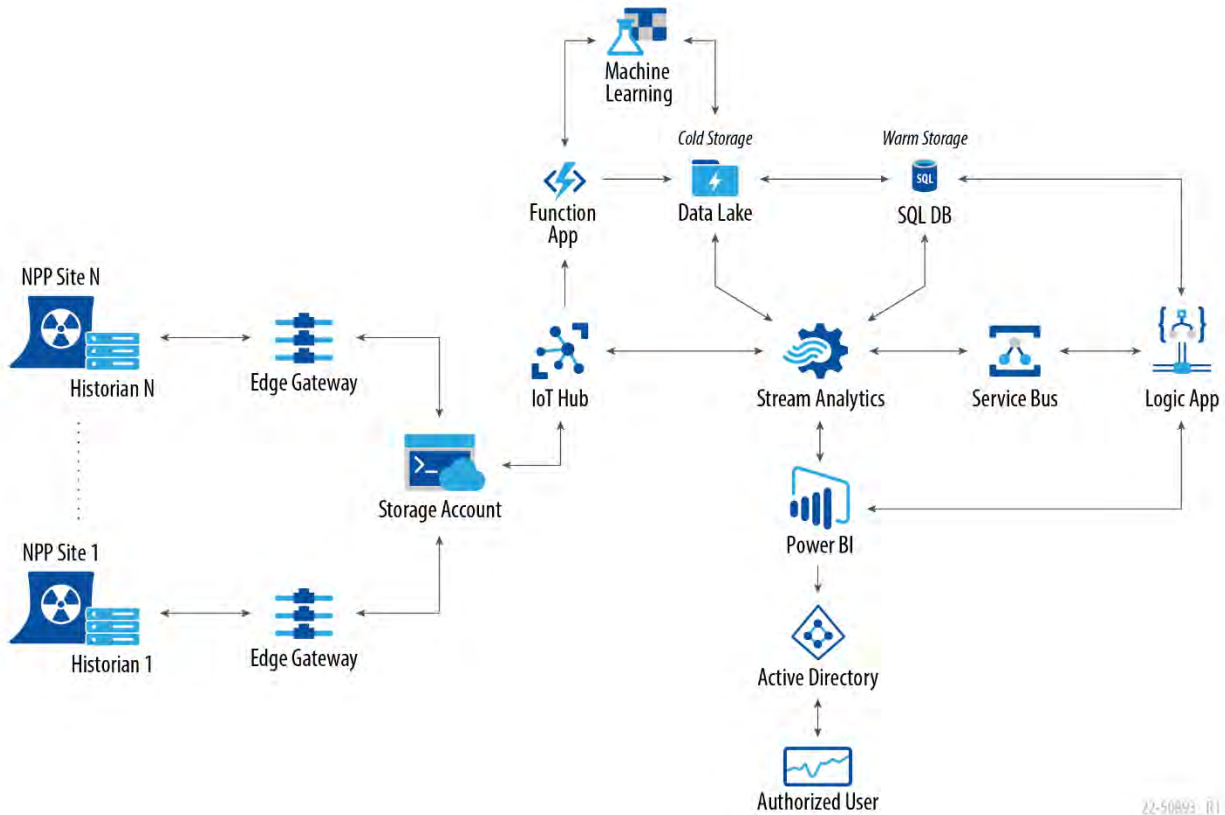 Machine
Learning
Cold Storage
Warm Storage
SQL
Function
App
Data Lake
SQL DB
NPP Site N
Historian N
Edge Gateway
IoT Hub
Stream Analytics
Service Bus
Logic App
>_
Storage Account
Power BI
NPP Site 1
Historian 1
Edge Gateway
Active Directory
Authorized User
22-50893_R1